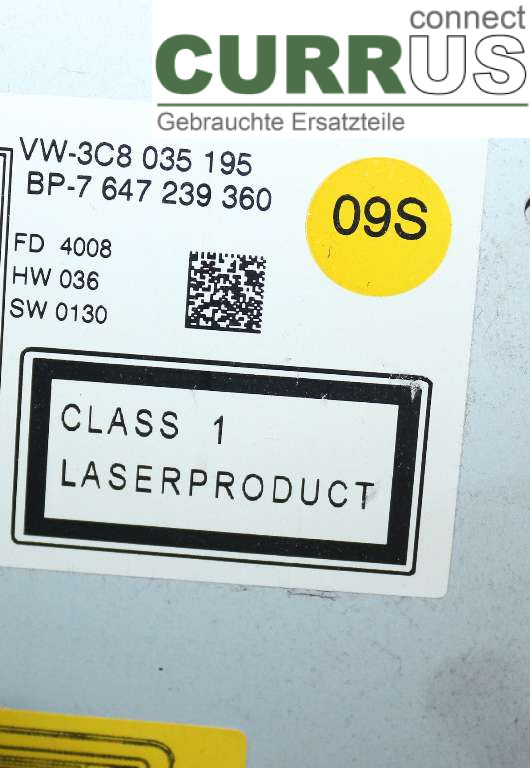 connect
CURRUS
Gebrauchte Ersatzteile
VW-3C8 035 195
BP-7 647 239 360
09S
FD 4008
HW 036
SW 0130
CLASS 1
LASERPRODUCT